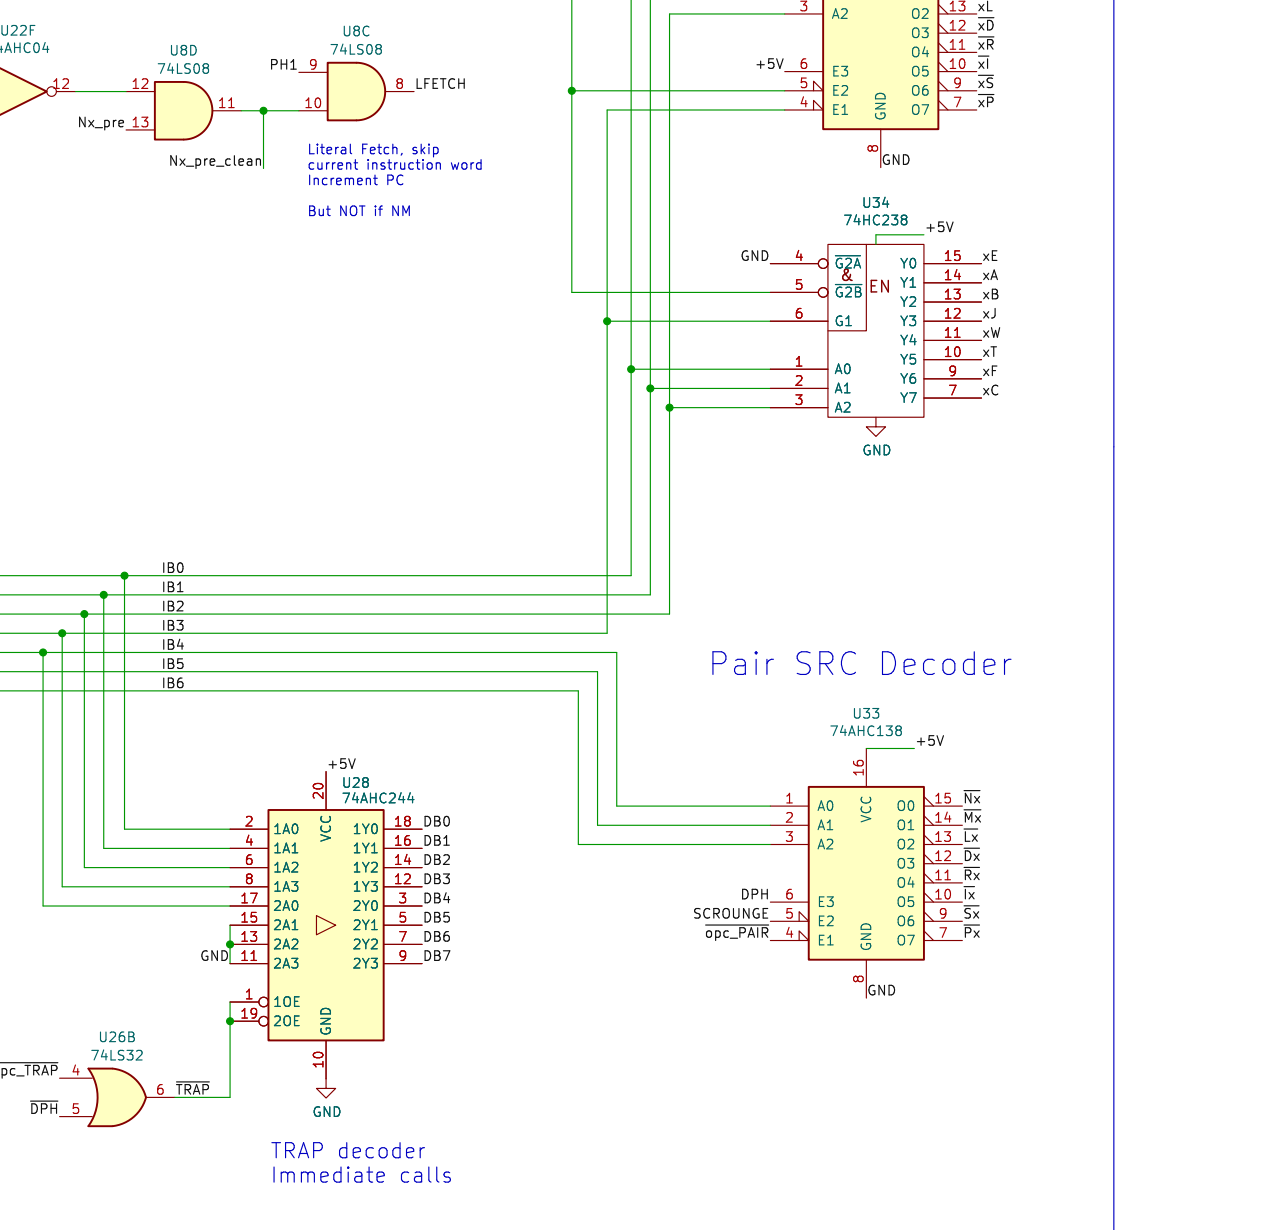 U22F
AHC04
12
12
13
Nx_pre
U8D
74LS08
11
Nx_pre_clean
U8C
74LS08
PH1
9
10
8
LFETCH
Literal Fetch, skip
current instruction word
Increment PC
But NOT if NM
3
A2
+5V
6
E3
5
E2
4
E1
GND
8
GND
O2
13
xL
O3
12
xD
O4
11
xR
O5
10
xI
O6
9
xS
O7
7
xP
U34
74HC238
+5V
GND
4
G2A
&
EN
5
G2B
6
G1
1
A0
2
A1
3
A2
Y0
15
xE
Y1
14
xA
Y2
13
xB
Y3
12
xJ
Y4
11
xW
Y5
10
xT
Y6
9
xF
Y7
7
xC
GND
IB0
IB1
IB2
IB3
IB4
IB5
IB6
Pair SRC Decoder
U33
74AHC138
+5V
16
VCC
1
A0
2
A1
3
A2
DPH
6
E3
SCROUNGE
5
E2
opc_PAIR
4
E1
GND
8
GND
O0
15
Nx
O1
14
Mx
O2
13
Lx
O3
12
Dx
O4
11
Rx
O5
10
Ix
O6
9
Sx
O7
7
Px
+5V
20
U28
74AHC244
VCC
2
1A0
4
1A1
6
1A2
8
1A3
17
2A0
15
2A1
13
2A2
GND
11
2A3
1
1OE
19
2OE
1Y0
18
DB0
1Y1
16
DB1
1Y2
14
DB2
1Y3
12
DB3
2Y0
3
DB4
2Y1
5
DB5
2Y2
7
DB6
2Y3
9
DB7
GND
10
GND
U26B
74LS32
pc_TRAP
4
DPH
5
6
TRAP
TRAP decoder
Immediate calls